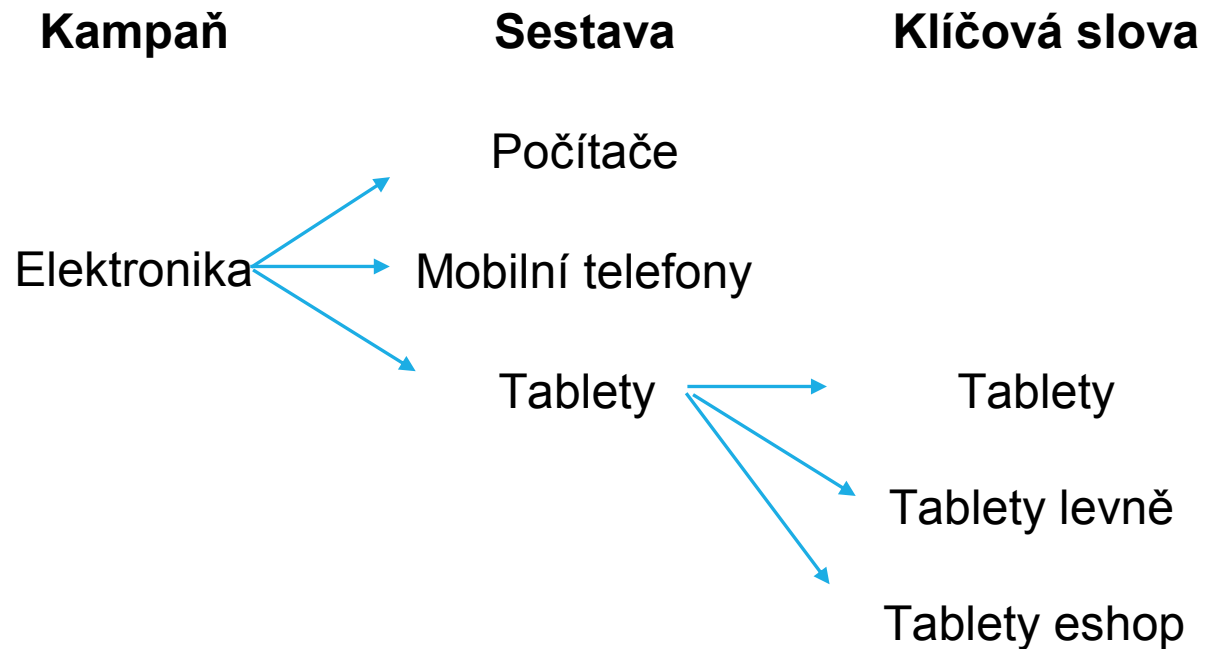 Kampaň Sestava Klíčová slova
Počítače
Elektronika Mobilní telefony
Tablety Tablety
Tablety levně
Tablety eshop